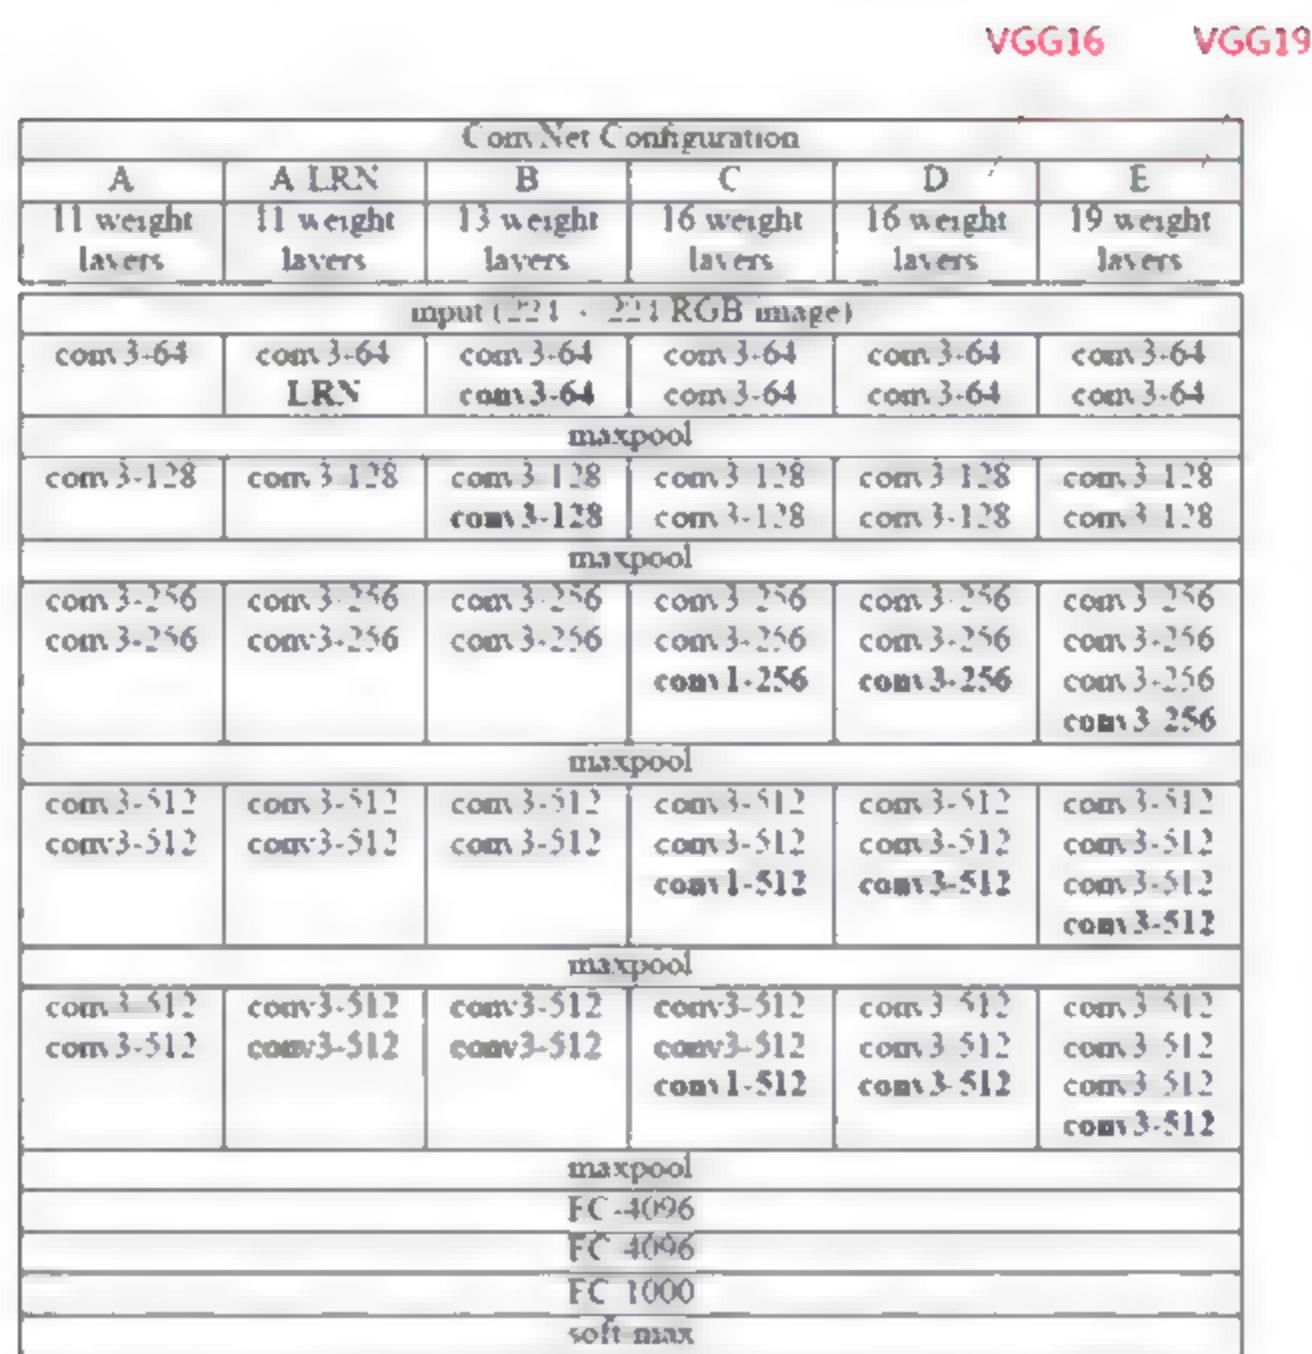 VGG16 VGG19
ConvNet Configuration
A A-LRN B C D E
11 weight 11 weight 13 weight 16 weight 16 weight 19 weight
layers layers layers layers layers layers
input (224 × 224 RGB image)
conv3-64 conv3-64 conv3-64 conv3-64 conv3-64 conv3-64
LRN conv3-64 conv3-64 conv3-64 conv3-64
maxpool
conv3-128 conv3-128 conv3-128 conv3-128 conv3-128 conv3-128
conv3-128 conv3-128 conv3-128 conv3-128
maxpool
conv3-256 conv3-256 conv3-256 conv3-256 conv3-256 conv3-256
conv3-256 conv3-256 conv3-256 conv3-256 conv3-256 conv3-256
conv1-256 conv3-256 conv3-256
conv3-256
maxpool
conv3-512 conv3-512 conv3-512 conv3-512 conv3-512 conv3-512
conv3-512 conv3-512 conv3-512 conv3-512 conv3-512 conv3-512
conv1-512 conv3-512 conv3-512
conv3-512
maxpool
conv3-512 conv3-512 conv3-512 conv3-512 conv3-512 conv3-512
conv3-512 conv3-512 conv3-512 conv3-512 conv3-512 conv3-512
conv1-512 conv3-512 conv3-512
conv3-512
maxpool
FC-4096
FC-4096
FC-1000
soft-max